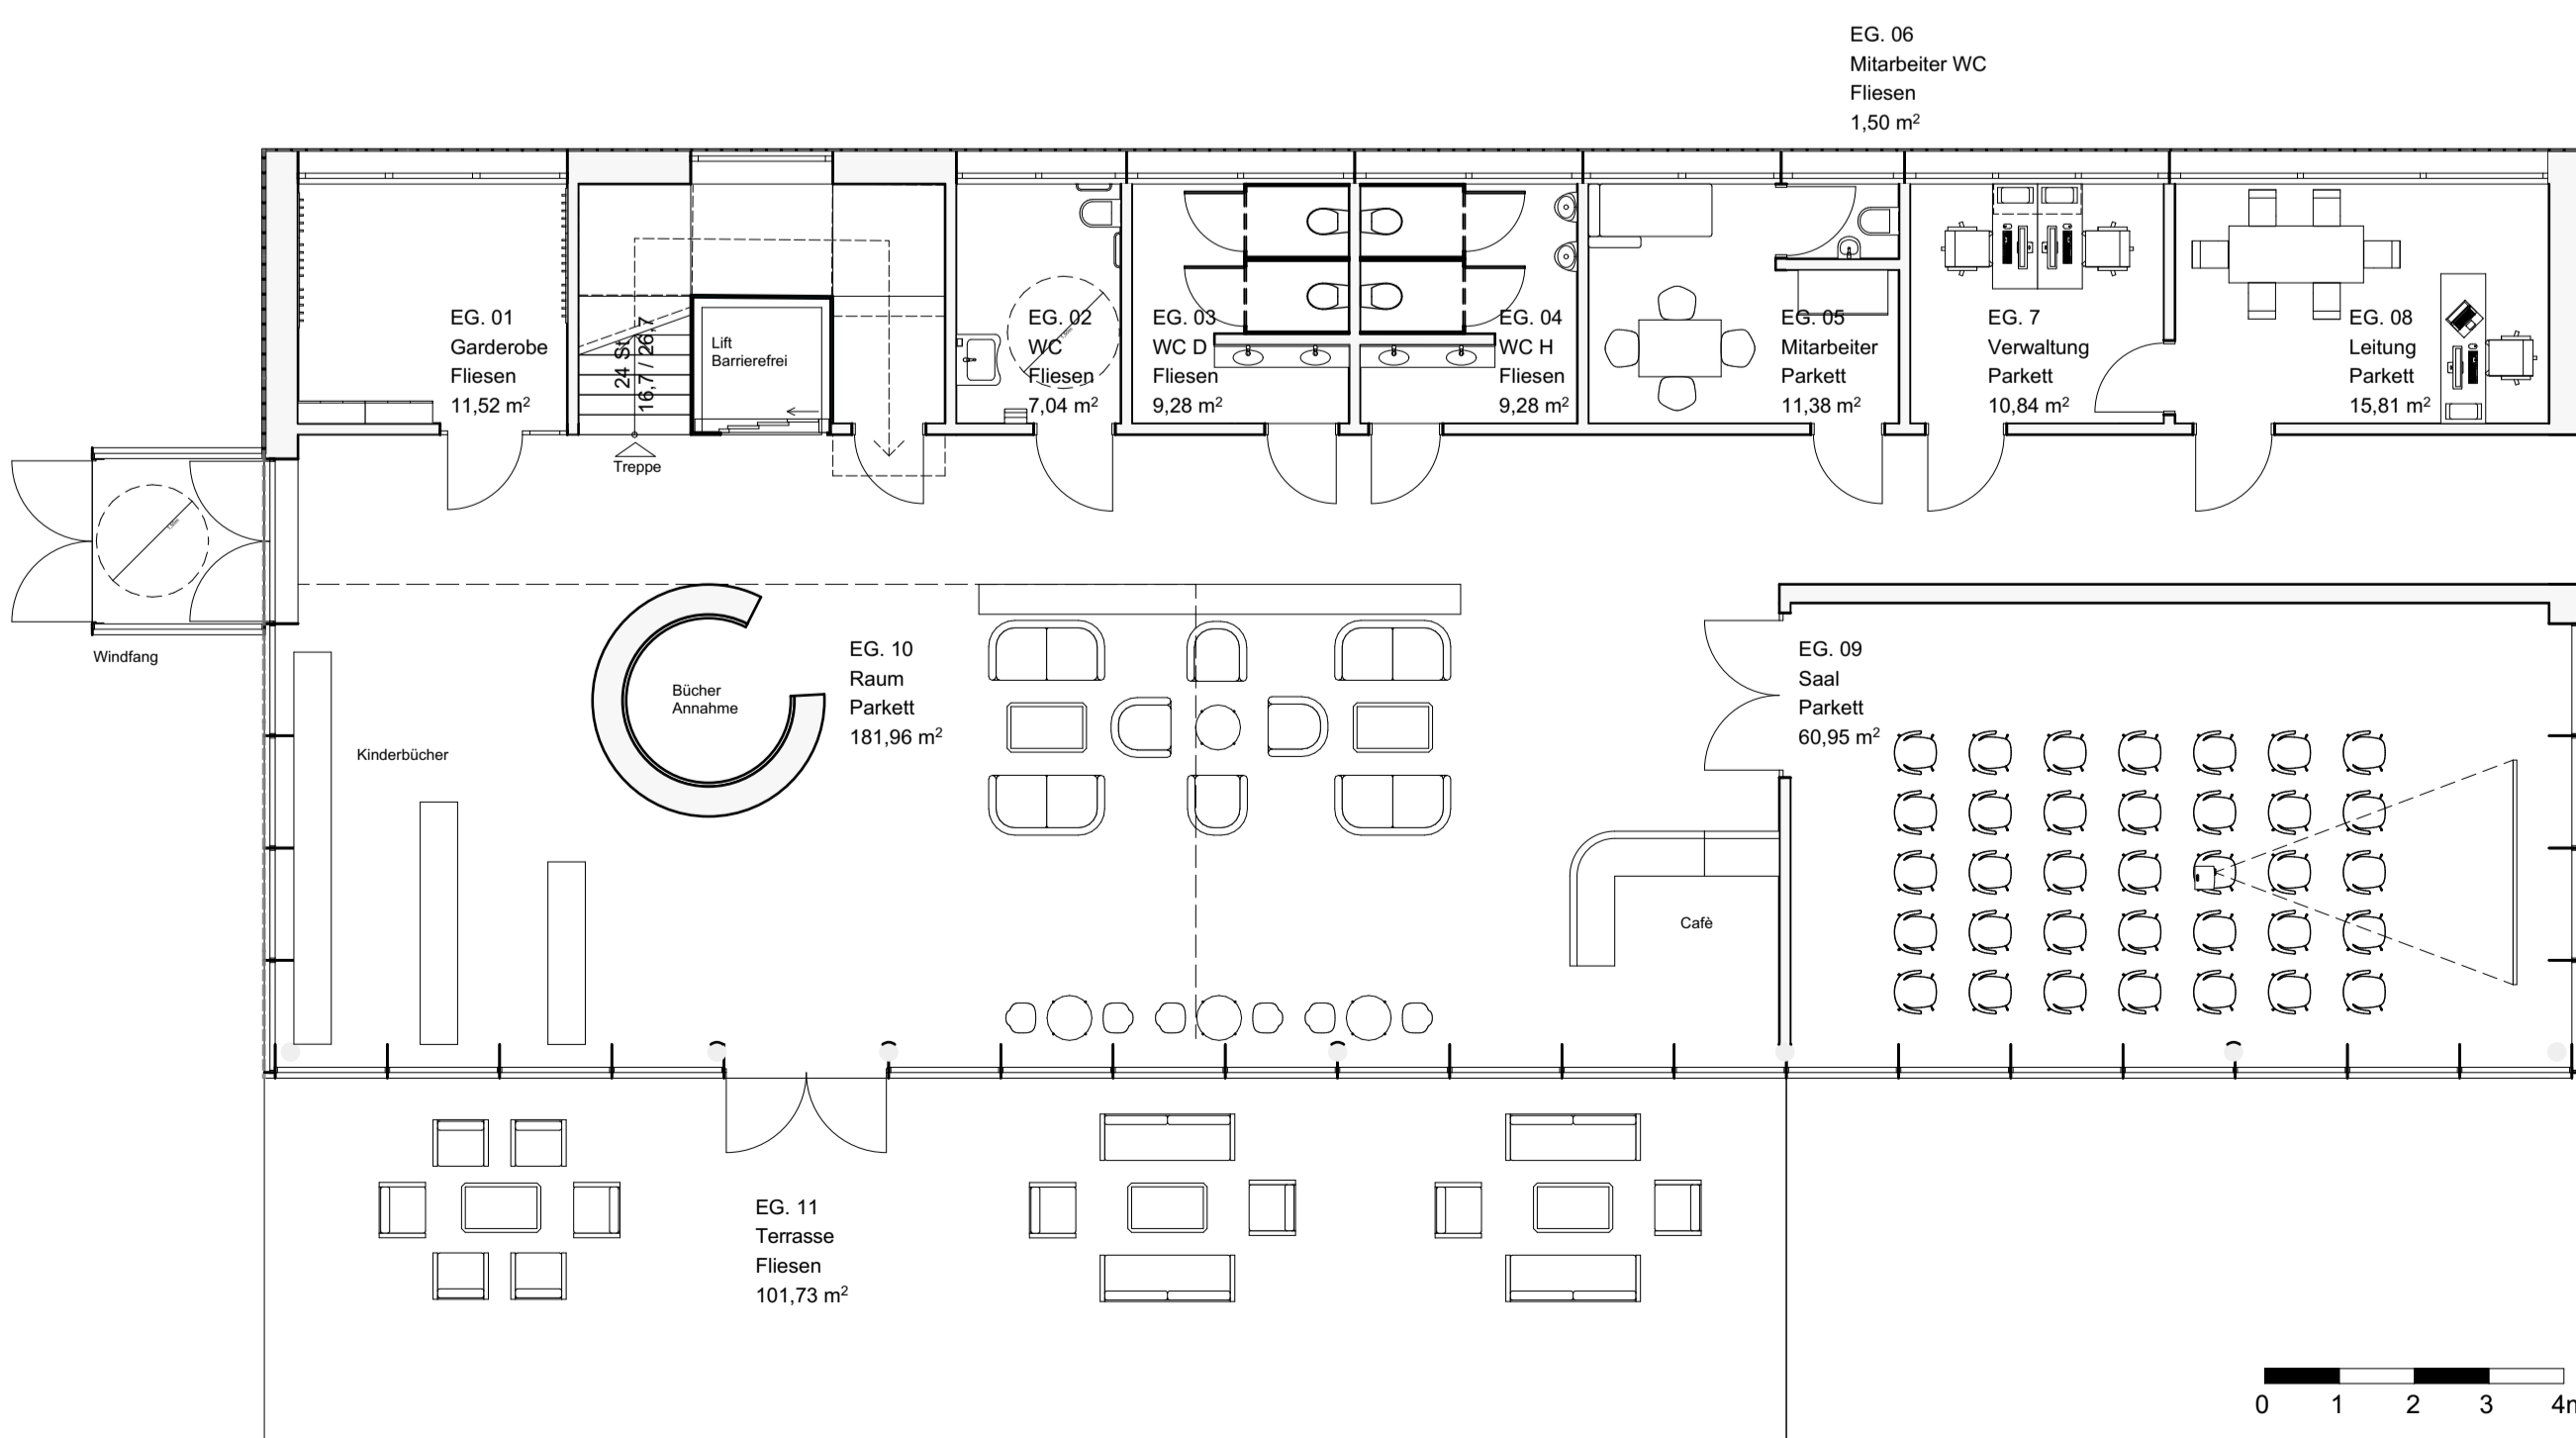 EG. 06
Mitarbeiter WC
Fliesen
1,50 m²
EG. 01
Garderobe
Fliesen
11,52 m²
24 St
16,7 / 26,7
Treppe
Lift
Barrierefrei
EG. 02
WC
Fliesen
7,04 m²
EG. 03
WC D
Fliesen
9,28 m²
EG. 04
WC H
Fliesen
9,28 m²
EG. 05
Mitarbeiter
Parkett
11,38 m²
EG. 7
Verwaltung
Parkett
10,84 m²
EG. 08
Leitung
Parkett
15,81 m²
Windfang
Kinderbücher
Bücher
Annahme
EG. 10
Raum
Parkett
181,96 m²
EG. 09
Saal
Parkett
60,95 m²
Cafè
EG. 11
Terrasse
Fliesen
101,73 m²
0 1 2 3 4m